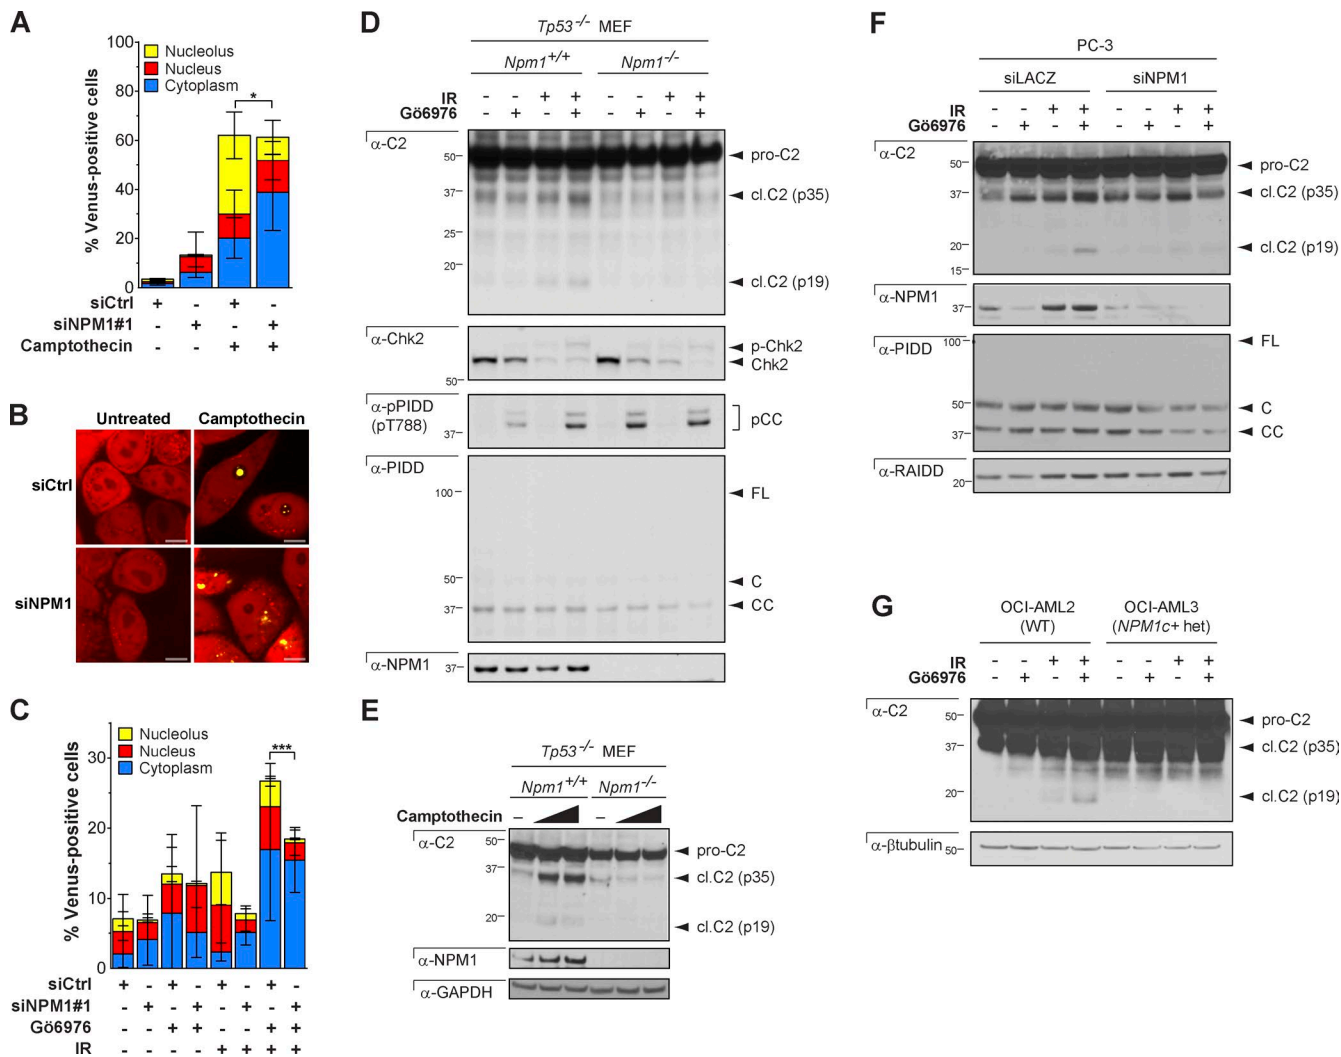 A
100
80
60
40
20
0
% Venus-positive cells
Nucleolus
Nucleus
Cytoplasm
*
siCtrl + - + -
siNPM1#1 - + - +
Camptothecin - - + +
B
Untreated Camptothecin
siCtrl
siNPM1
C
30
20
10
0
% Venus-positive cells
Nucleolus
Nucleus
Cytoplasm
***
siCtrl + - + - + - + -
siNPM1#1 - + - + - + - +
Gö6976 - - + + - - + +
IR - - - - + + + +
D
Tp53-/- MEF
Npm1+/+ Npm1-/-
IR - - + + - - + +
Gö6976 - + - + - + - +
α-C2
50
37
20
pro-C2
cl.C2 (p35)
cl.C2 (p19)
α-Chk2
50
p-Chk2
Chk2
α-pPIDD
(pT788)
37
pCC
α-PIDD
100
50
37
FL
C
CC
α-NPM1
37
E
Tp53-/- MEF
Npm1+/+ Npm1-/-
Camptothecin – –
α-C2
50
37
20
pro-C2
cl.C2 (p35)
cl.C2 (p19)
α-NPM1
α-GAPDH
F
PC-3
siLACZ siNPM1
IR - - + + - - + +
Gö6976 - + - + - + - +
α-C2
50
37
20
15
pro-C2
cl.C2 (p35)
cl.C2 (p19)
α-NPM1
37
α-PIDD
100
50
37
FL
C
CC
α-RAIDD
20
G
OCI-AML2 OCI-AML3
(WT) (NPM1c+ het)
IR - - + + - - + +
Gö6976 - + - + - + - +
α-C2
50
37
20
pro-C2
cl.C2 (p35)
cl.C2 (p19)
α-βtubulin
50